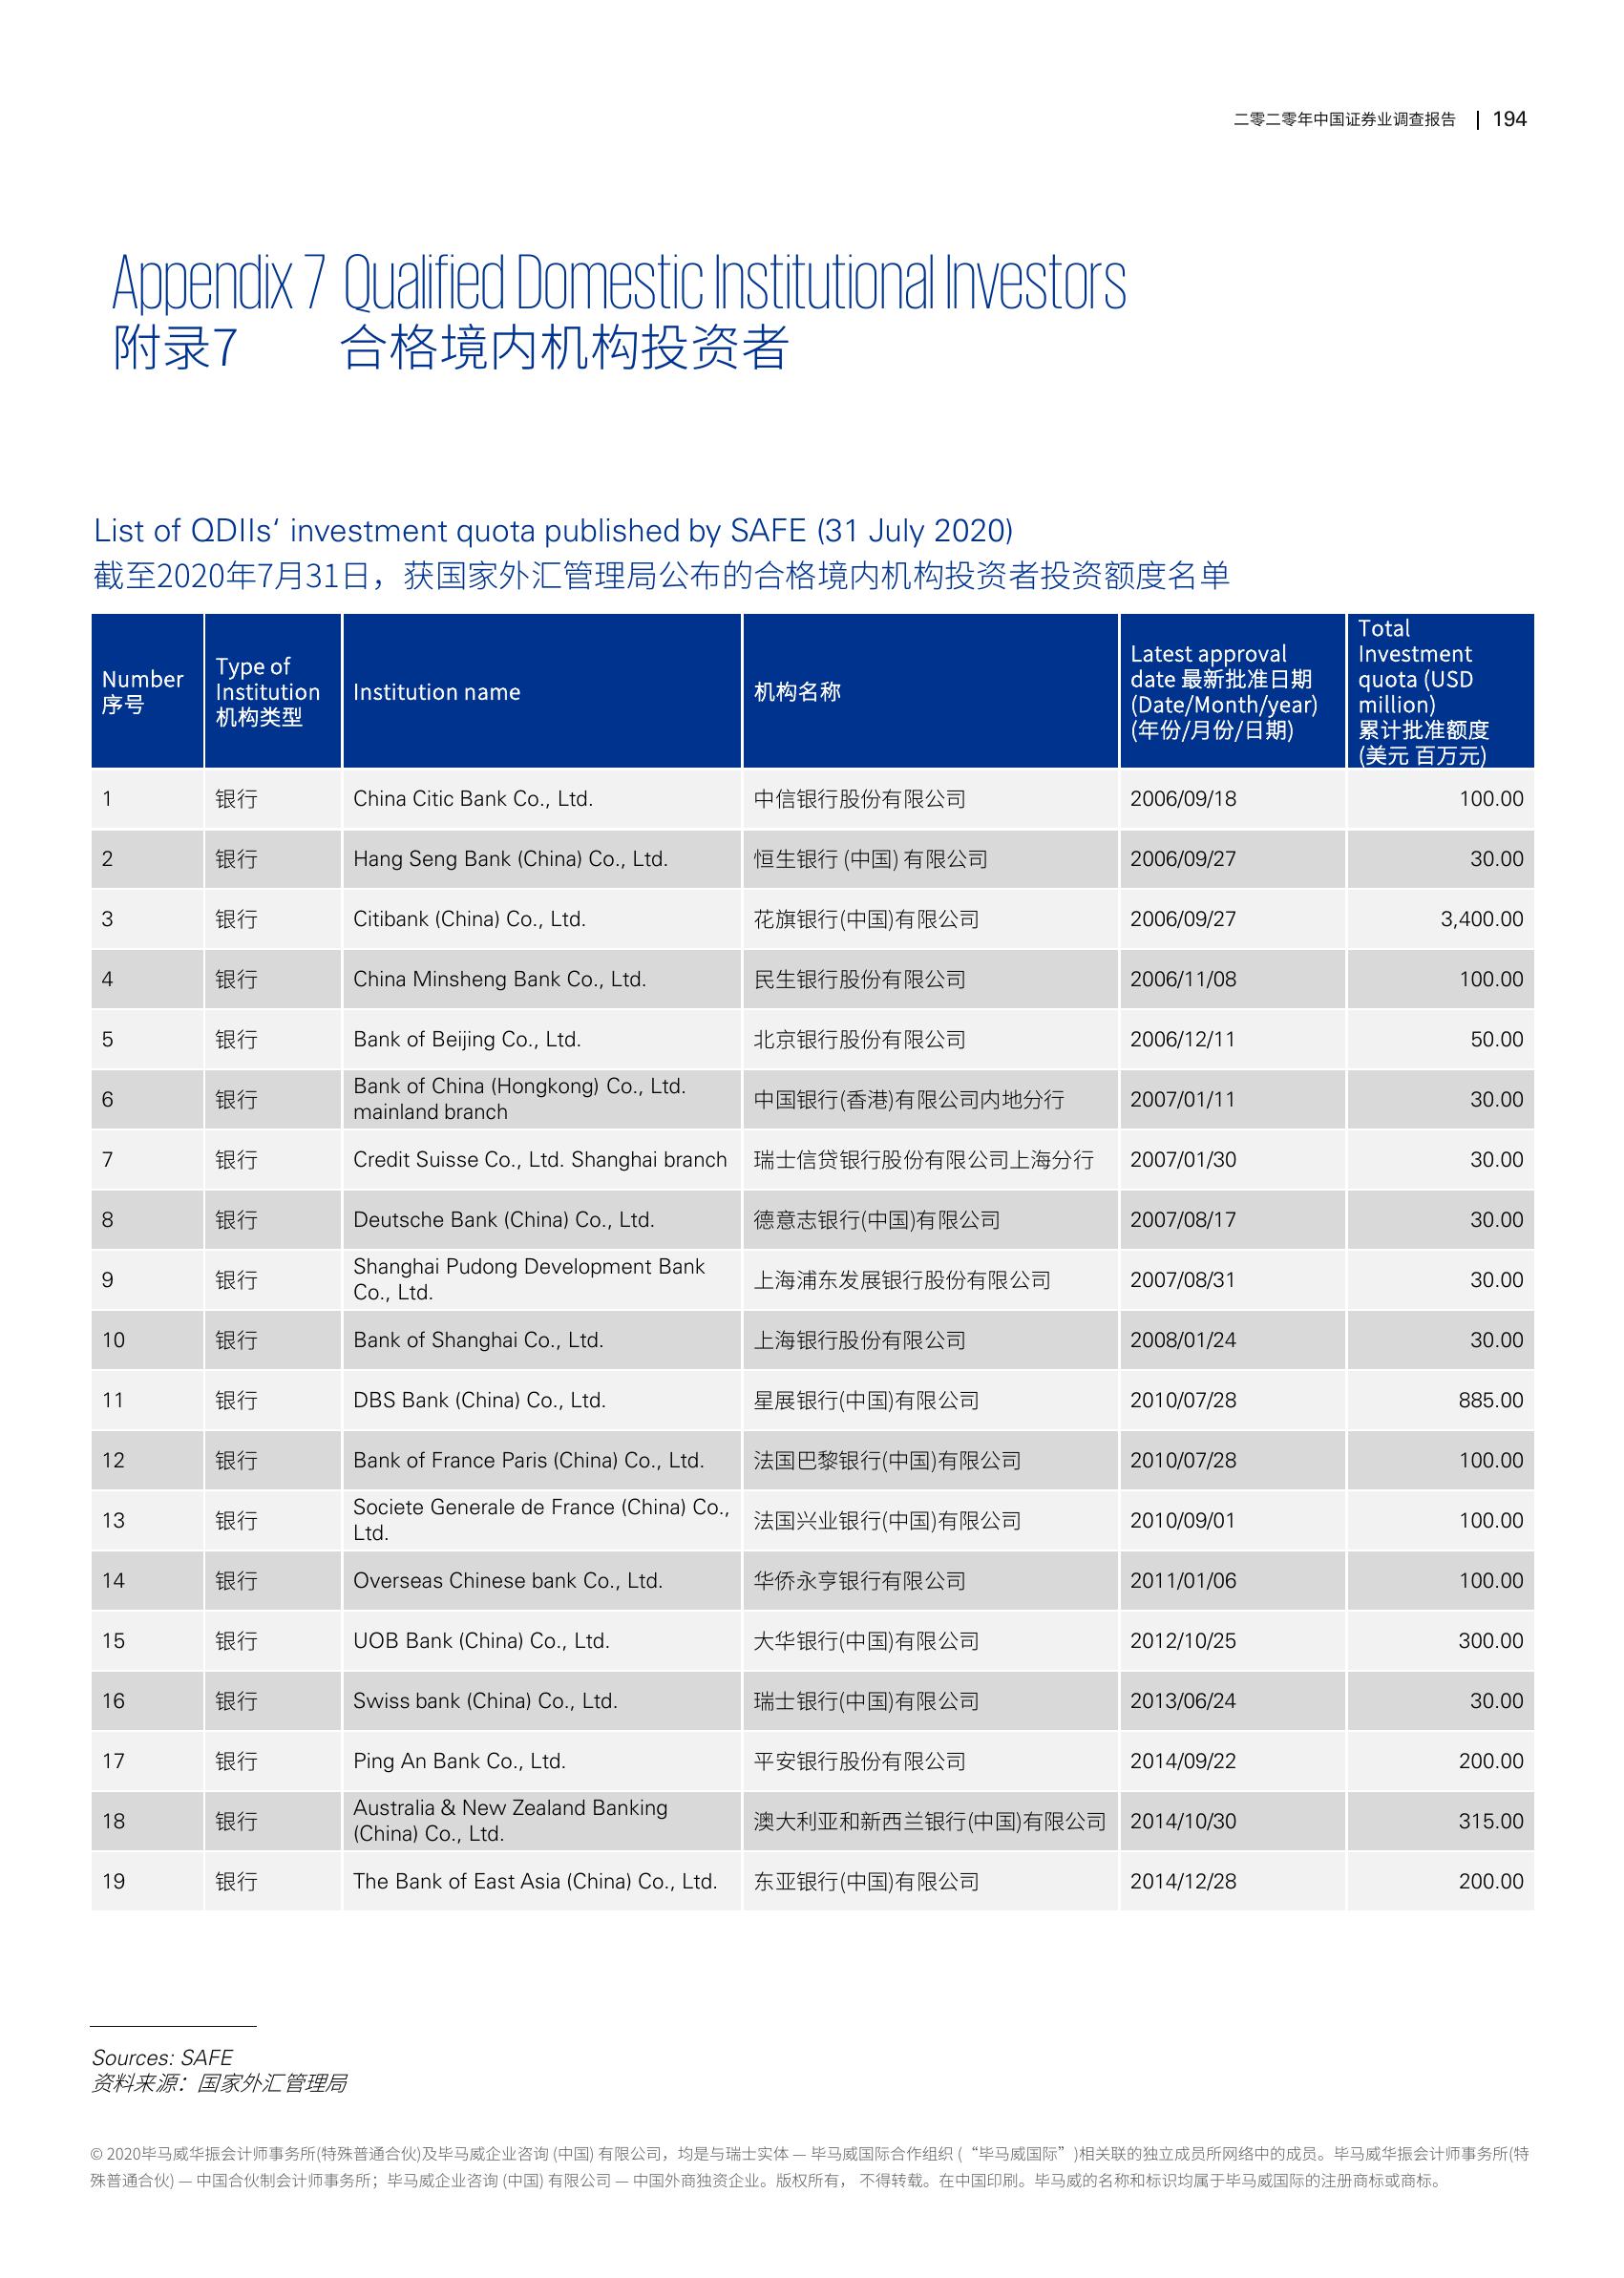 二零二零年中国证券业调查报告 | 194
Appendix 7 Qualified Domestic Institutional Investors
附录7 合格境内机构投资者
List of QDIIs‘ investment quota published by SAFE (31 July 2020)
截至2020年7月31日，获国家外汇管理局公布的合格境内机构投资者投资额度名单
Number
序号
Type of
Institution
机构类型
Institution name
机构名称
Latest approval
date 最新批准日期
(Date/Month/year)
(年份/月份/日期)
Total
Investment
quota (USD
million)
累计批准额度
(美元 百万元)
1 银行 China Citic Bank Co., Ltd. 中信银行股份有限公司 2006/09/18 100.00
2 银行 Hang Seng Bank (China) Co., Ltd. 恒生银行 (中国) 有限公司 2006/09/27 30.00
3 银行 Citibank (China) Co., Ltd. 花旗银行(中国)有限公司 2006/09/27 3,400.00
4 银行 China Minsheng Bank Co., Ltd. 民生银行股份有限公司 2006/11/08 100.00
5 银行 Bank of Beijing Co., Ltd. 北京银行股份有限公司 2006/12/11 50.00
6 银行 Bank of China (Hongkong) Co., Ltd.
mainland branch 中国银行(香港)有限公司内地分行 2007/01/11 30.00
7 银行 Credit Suisse Co., Ltd. Shanghai branch 瑞士信贷银行股份有限公司上海分行 2007/01/30 30.00
8 银行 Deutsche Bank (China) Co., Ltd. 德意志银行(中国)有限公司 2007/08/17 30.00
9 银行 Shanghai Pudong Development Bank
Co., Ltd. 上海浦东发展银行股份有限公司 2007/08/31 30.00
10 银行 Bank of Shanghai Co., Ltd. 上海银行股份有限公司 2008/01/24 30.00
11 银行 DBS Bank (China) Co., Ltd. 星展银行(中国)有限公司 2010/07/28 885.00
12 银行 Bank of France Paris (China) Co., Ltd. 法国巴黎银行(中国)有限公司 2010/07/28 100.00
13 银行 Societe Generale de France (China) Co.,
Ltd. 法国兴业银行(中国)有限公司 2010/09/01 100.00
14 银行 Overseas Chinese bank Co., Ltd. 华侨永亨银行有限公司 2011/01/06 100.00
15 银行 UOB Bank (China) Co., Ltd. 大华银行(中国)有限公司 2012/10/25 300.00
16 银行 Swiss bank (China) Co., Ltd. 瑞士银行(中国)有限公司 2013/06/24 30.00
17 银行 Ping An Bank Co., Ltd. 平安银行股份有限公司 2014/09/22 200.00
18 银行 Australia & New Zealand Banking
(China) Co., Ltd. 澳大利亚和新西兰银行(中国)有限公司 2014/10/30 315.00
19 银行 The Bank of East Asia (China) Co., Ltd. 东亚银行(中国)有限公司 2014/12/28 200.00
Sources: SAFE
资料来源：国家外汇管理局
© 2020毕马威华振会计师事务所(特殊普通合伙)及毕马威企业咨询 (中国) 有限公司，均是与瑞士实体 — 毕马威国际合作组织 (“毕马威国际”)相关联的独立成员所网络中的成员。毕马威华振会计师事务所(特
殊普通合伙) — 中国合伙制会计师事务所；毕马威企业咨询 (中国) 有限公司 — 中国外商独资企业。版权所有， 不得转载。在中国印刷。毕马威的名称和标识均属于毕马威国际的注册商标或商标。